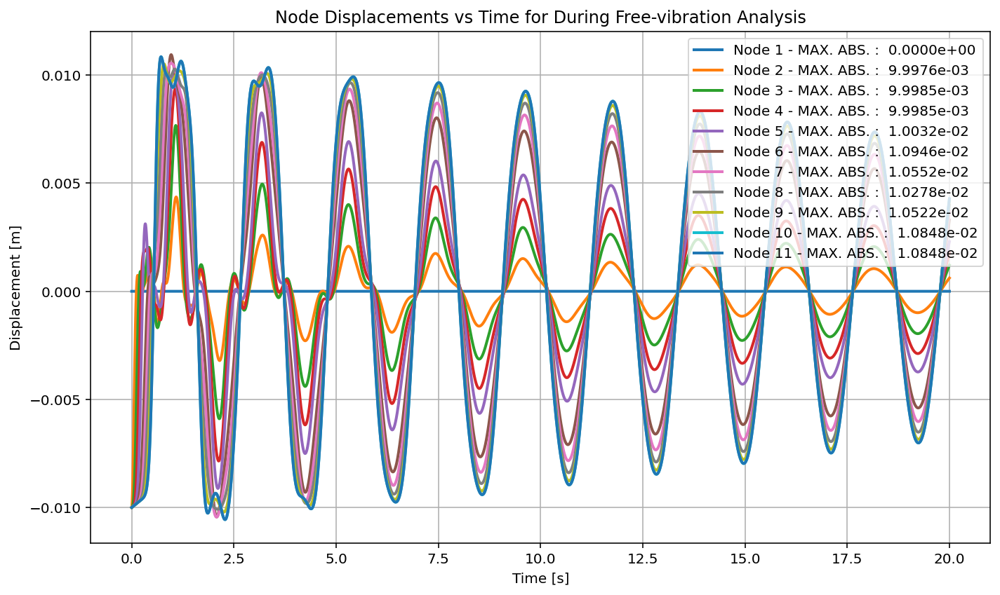 Node Displacements vs Time for During Free-vibration Analysis
Node 1 - MAX. ABS. :  0.0000e+00
Node 2 - MAX. ABS. :  9.9976e-03
Node 3 - MAX. ABS. :  9.9985e-03
Node 4 - MAX. ABS. :  9.9985e-03
Node 5 - MAX. ABS. :  1.0032e-02
Node 6 - MAX. ABS. :  1.0946e-02
Node 7 - MAX. ABS. :  1.0552e-02
Node 8 - MAX. ABS. :  1.0278e-02
Node 9 - MAX. ABS. :  1.0522e-02
Node 10 - MAX. ABS. :  1.0848e-02
Node 11 - MAX. ABS. :  1.0848e-02
Displacement [m]
0.010
0.005
0.000
−0.005
−0.010
0.0 2.5 5.0 7.5 10.0 12.5 15.0 17.5 20.0
Time [s]